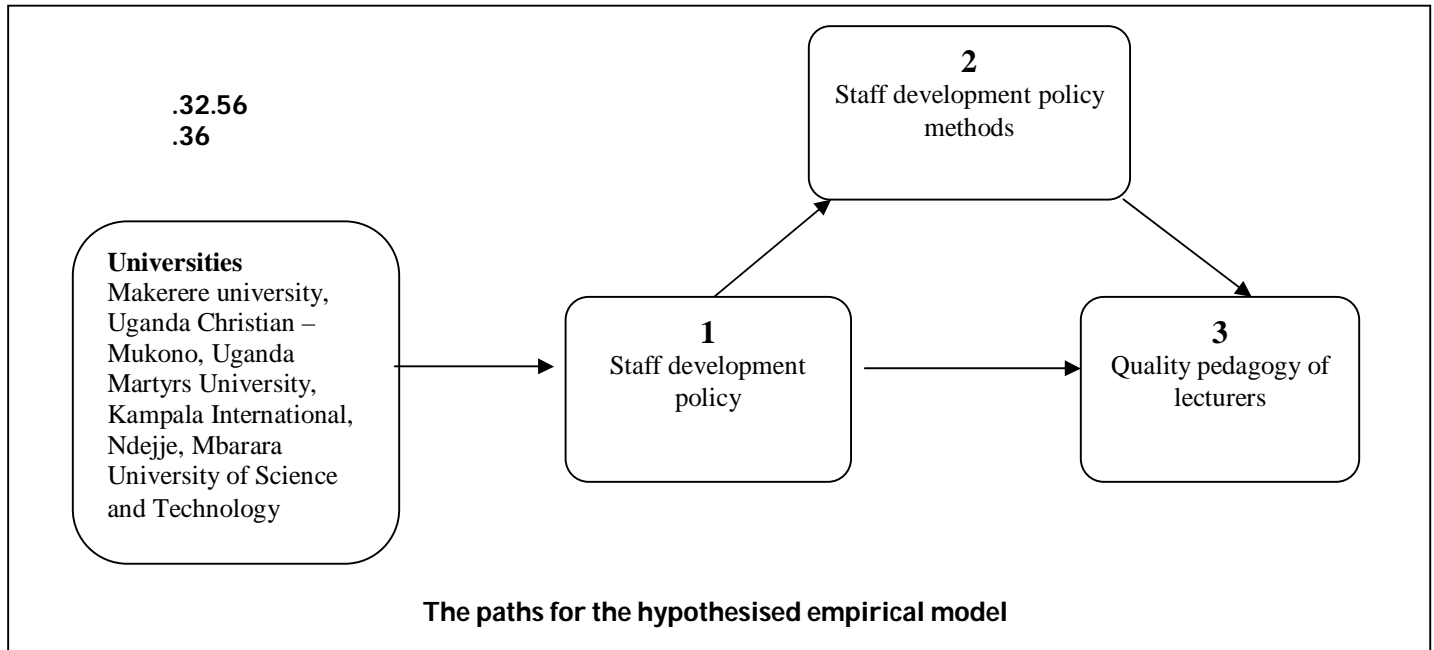 .32.56
.36
2
Staff development policy
methods
Universities
Makerere university,
Uganda Christian –
Mukono, Uganda
Martyrs University,
Kampala International,
Ndejje, Mbarara
University of Science
and Technology
1
Staff development
policy
3
Quality pedagogy of
lecturers
The paths for the hypothesised empirical model